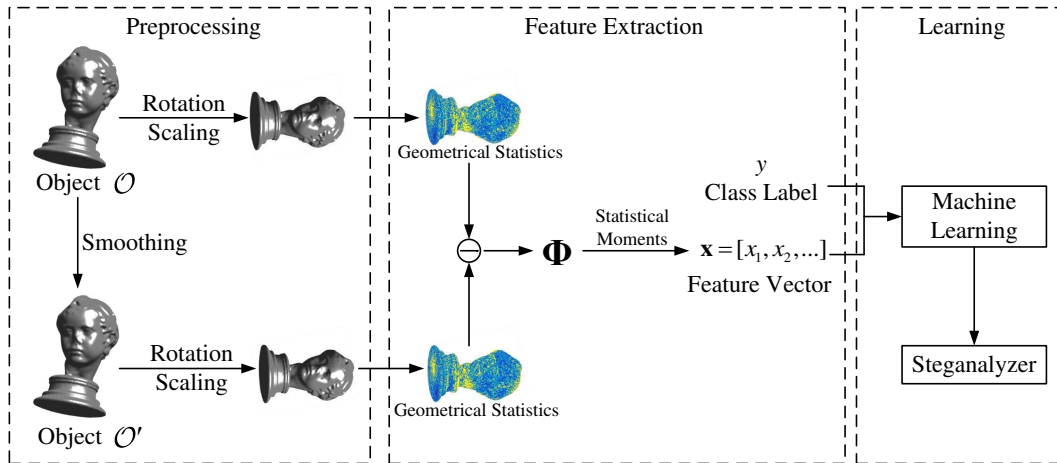 Preprocessing
Feature Extraction
Learning
Rotation
Scaling
Object 𝒪
Geometrical Statistics
Smoothing
Φ
Statistical
Moments
y
Class Label
x = [x₁, x₂,...]
Feature Vector
Machine
Learning
Steganalyzer
Rotation
Scaling
Object 𝒪′
Geometrical Statistics